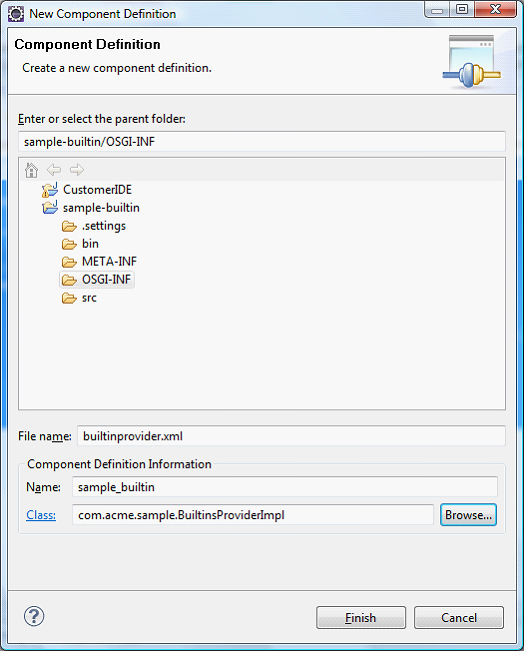 New Component Definition
Component Definition
Create a new component definition.
Enter or select the parent folder:
sample-builtin/OSGI-INF
CustomerIDE
sample-builtin
.settings
bin
META-INF
OSGI-INF
src
File name: builtinprovider.xml
Component Definition Information
Name: sample_builtin
Class: com.acme.sample.BuiltinsProviderImpl Browse...
? Finish Cancel